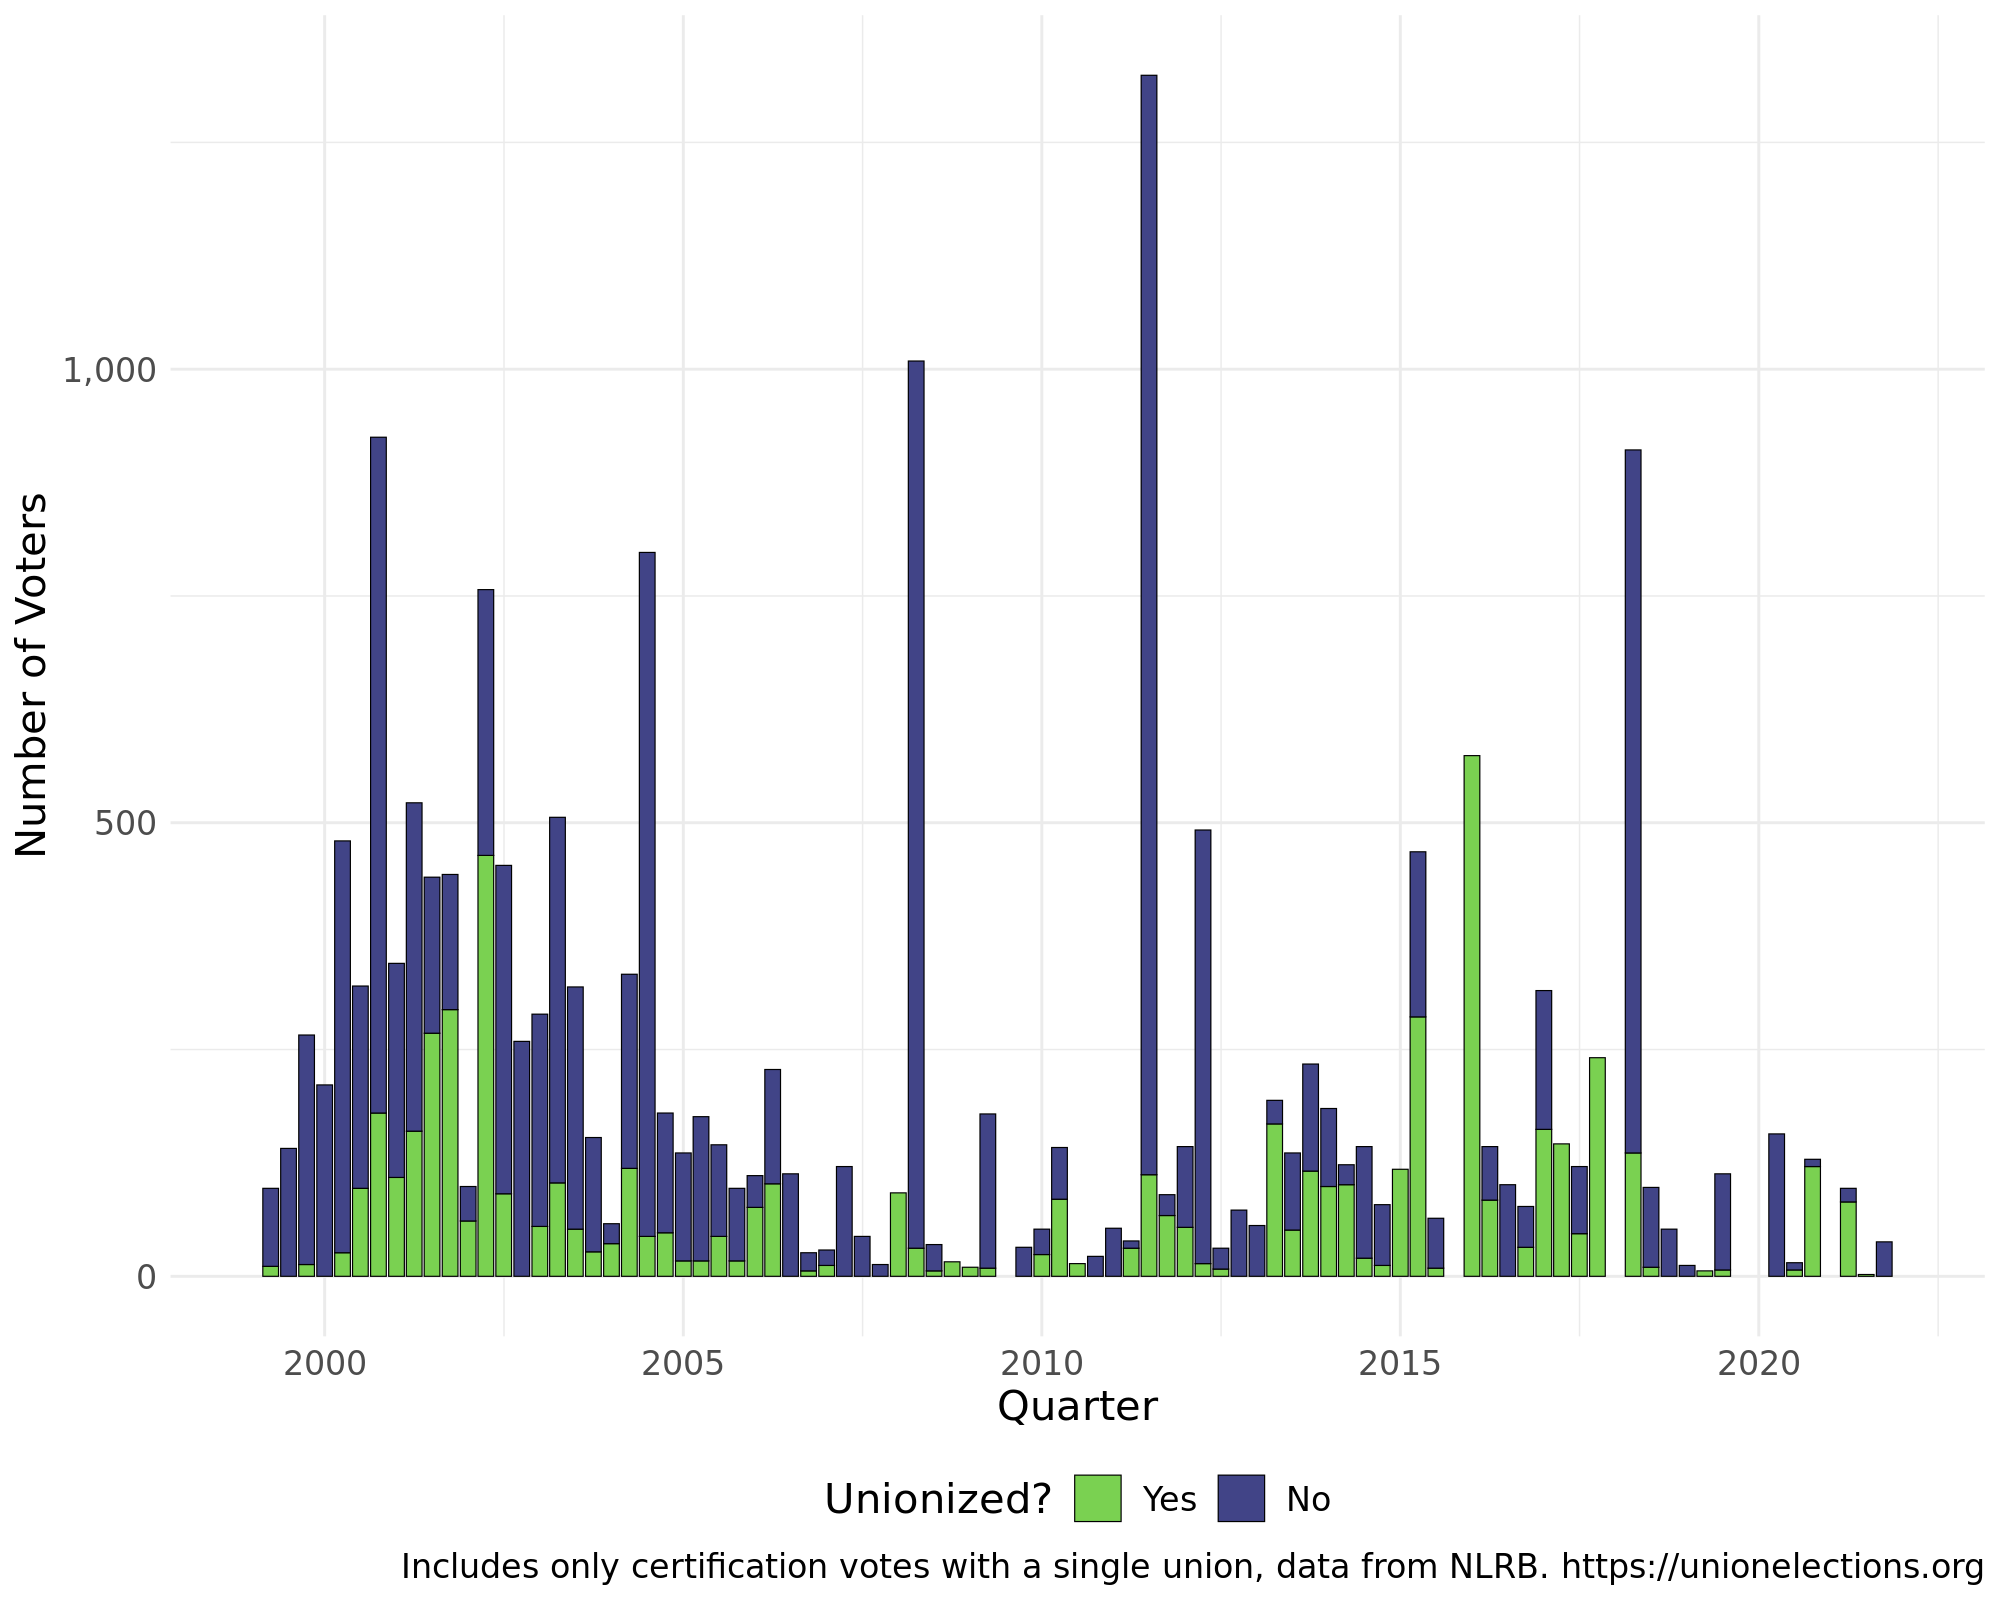 Number of Voters
1,000
500
0
2000 2005 2010 2015 2020
Quarter
Unionized? Yes No
Includes only certification votes with a single union, data from NLRB. https://unionelections.org